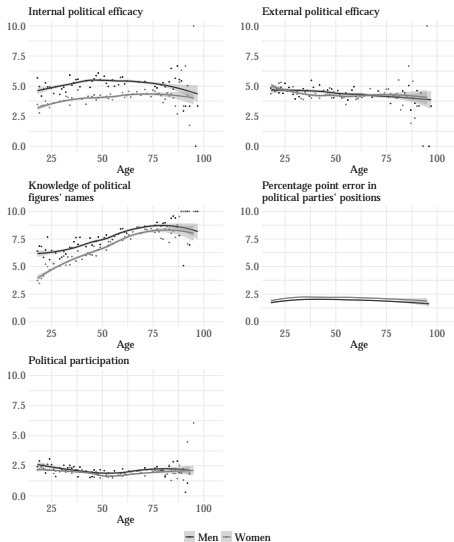 Internal political efficacy
10.0
7.5
5.0
2.5
0.0
25 50 75 100
Age
External political efficacy
10.0
7.5
5.0
2.5
0.0
25 50 75 100
Age
Knowledge of political
figures' names
10.0
7.5
5.0
2.5
0.0
25 50 75 100
Age
Percentage point error in
political parties' positions
10.0
7.5
5.0
2.5
0.0
25 50 75 100
Age
Political participation
10.0
7.5
5.0
2.5
0.0
25 50 75 100
Age
Men Women